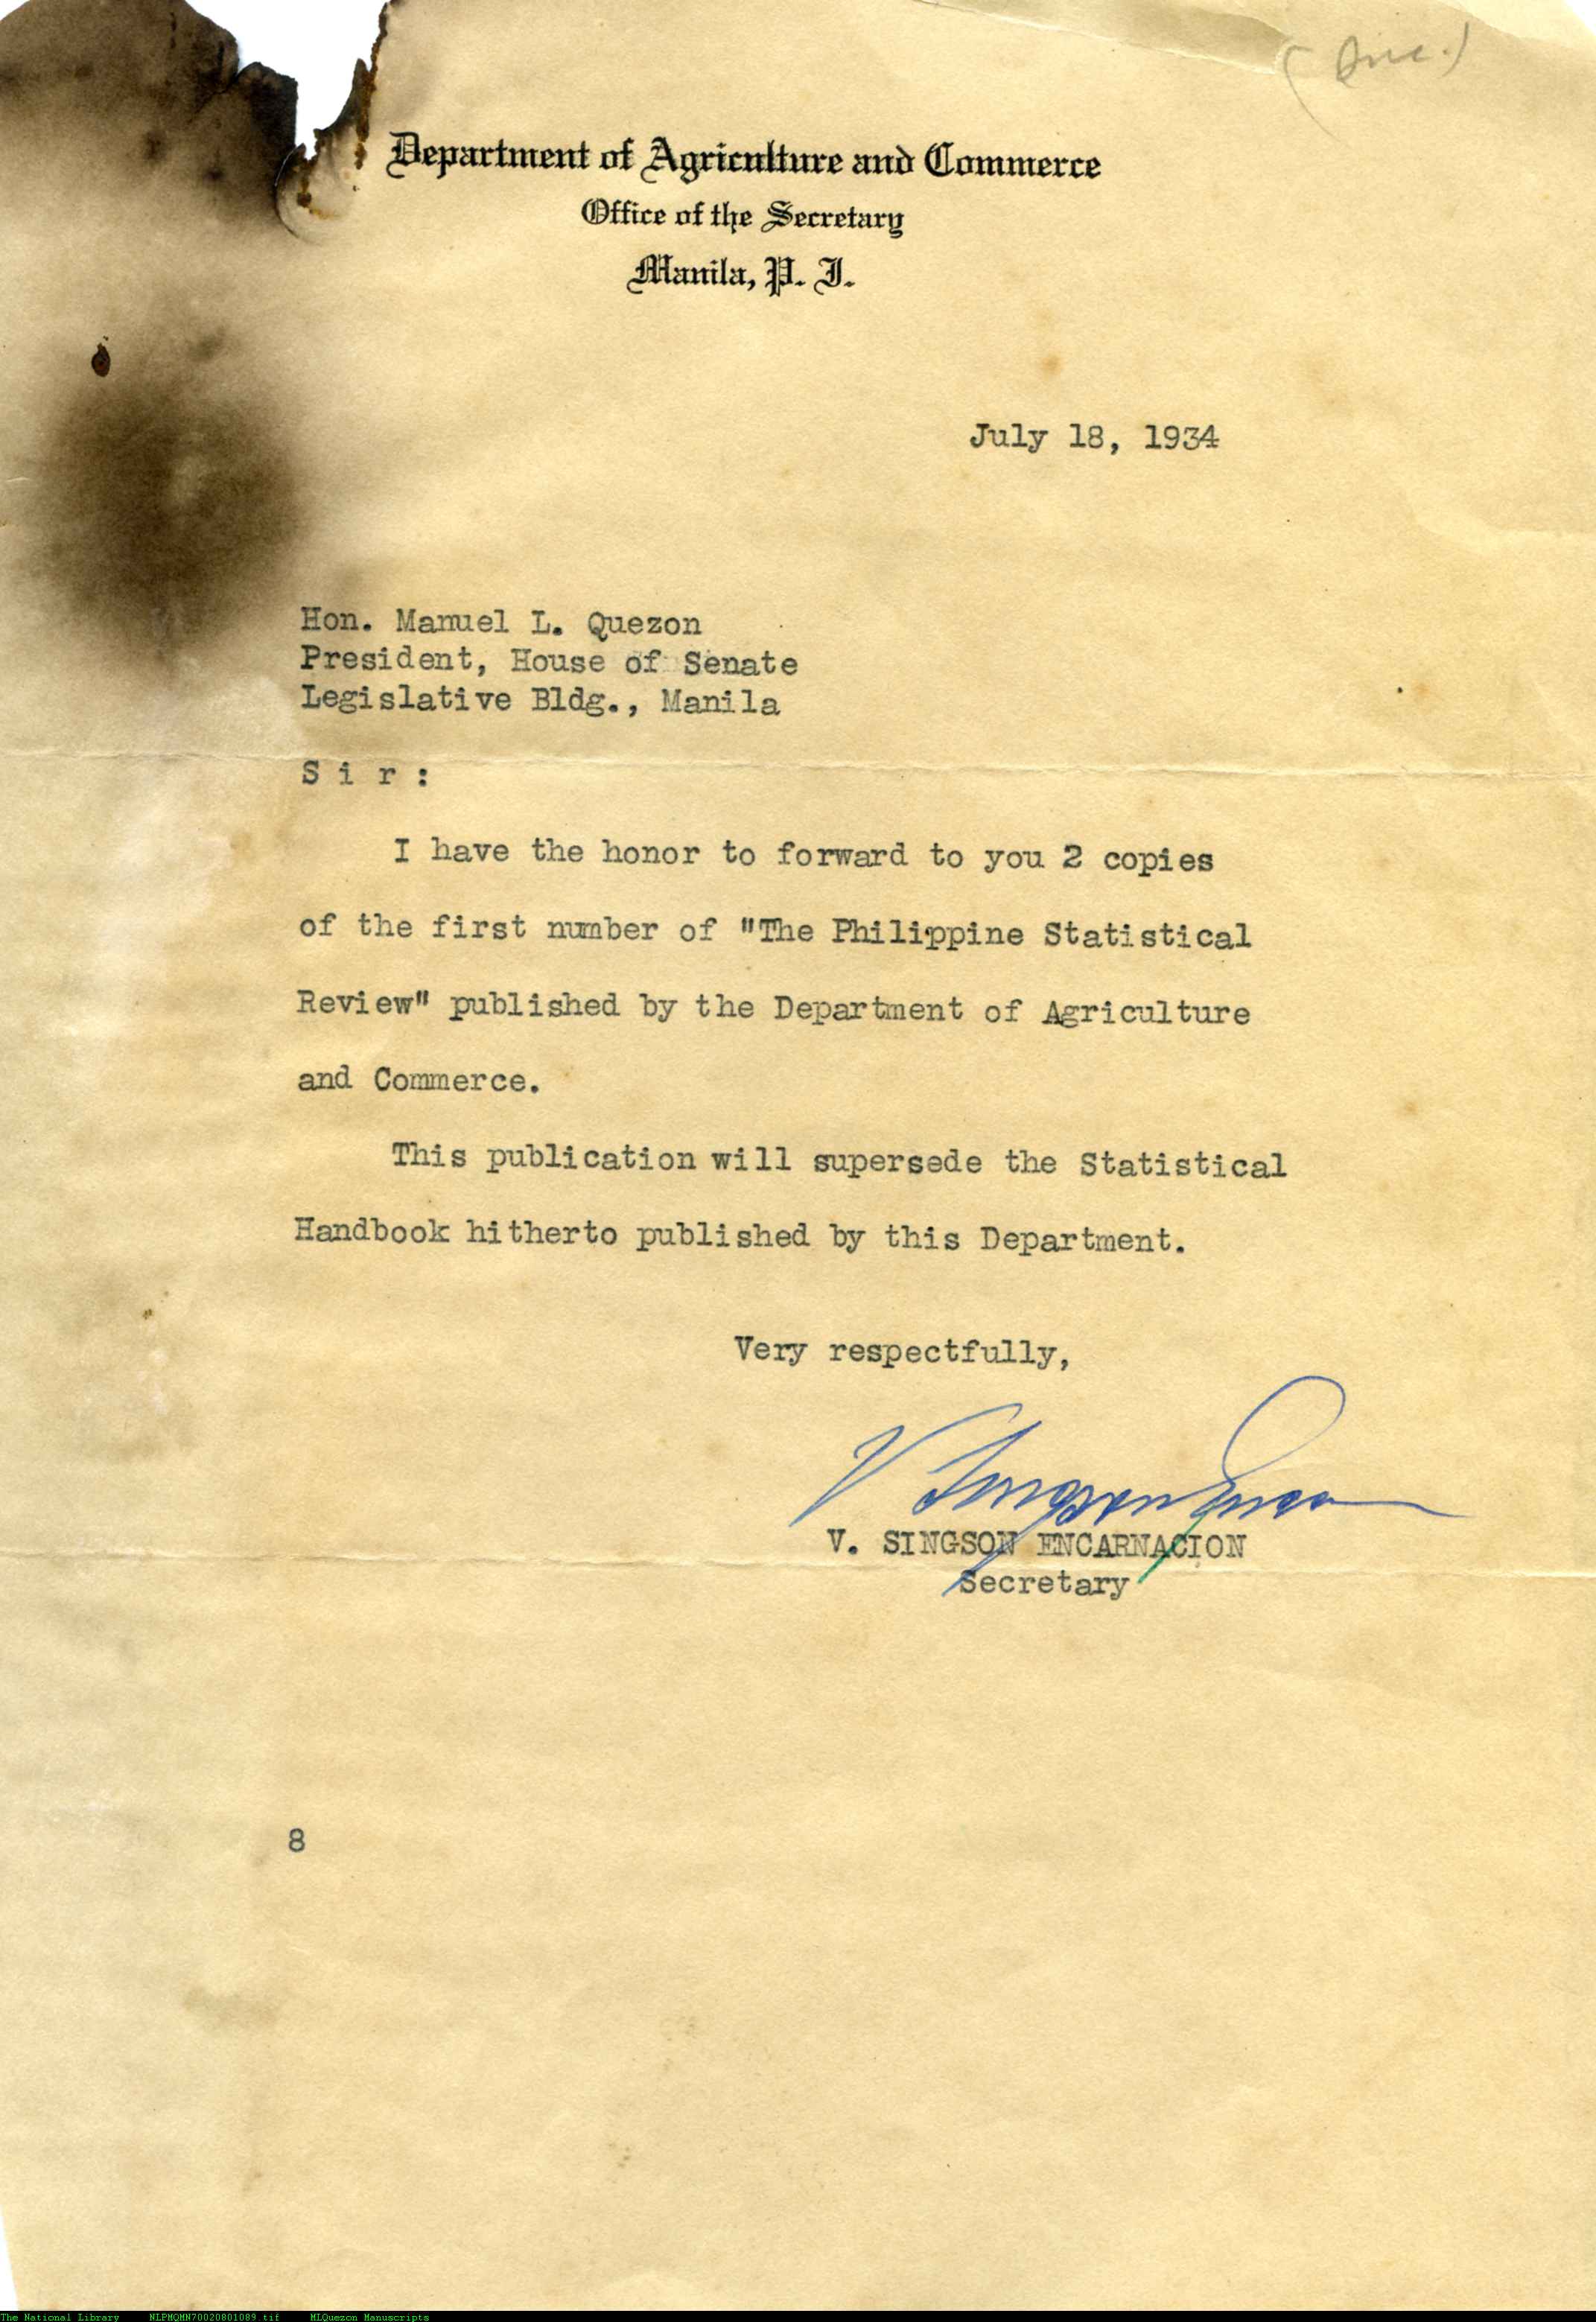 Department of Agriculture and Commerce
Office of the Secretary
Manila, P. I.
July 18, 1934
Hon. Manuel L. Quezon
President, House of Senate
Legislative Bldg., Manila
S i r :
I have the honor to forward to you 2 copies
of the first number of "The Philippine Statistical
Review" published by the Department of Agriculture
and Commerce.
This publication will supersede the Statistical
Handbook hitherto published by this Department.
Very respectfully,
V. SINGSON ENCARNACION
Secretary
8
The National Library NLPMQMN70020801089.tif MLQuezon Manuscripts